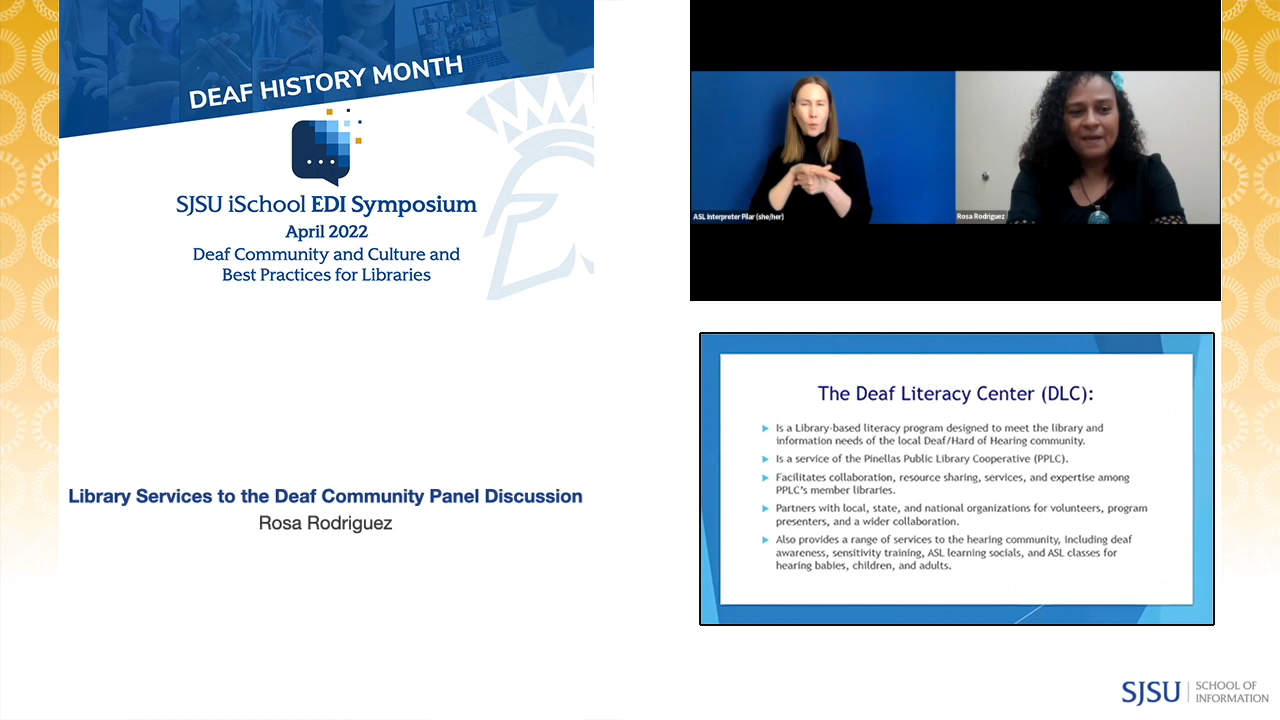 DEAF HISTORY MONTH
SJSU iSchool EDI Symposium
April 2022
Deaf Community and Culture and
Best Practices for Libraries
Library Services to the Deaf Community Panel Discussion
Rosa Rodriguez
ASL Interpreter Pilar (she/her)
Rosa Rodriguez
The Deaf Literacy Center (DLC):
Is a Library-based literacy program designed to meet the library and
information needs of the local Deaf/Hard of Hearing community.
Is a service of the Pinellas Public Library Cooperative (PPLC).
Facilitates collaboration, resource sharing, services, and expertise among
PPLC's member libraries.
Partners with local, state, and national organizations for volunteers, program
presenters, and a wider collaboration.
Also provides a range of services to the hearing community, including deaf
awareness, sensitivity training, ASL learning socials, and ASL classes for
hearing babies, children, and adults.
SJSU | SCHOOL OF
INFORMATION